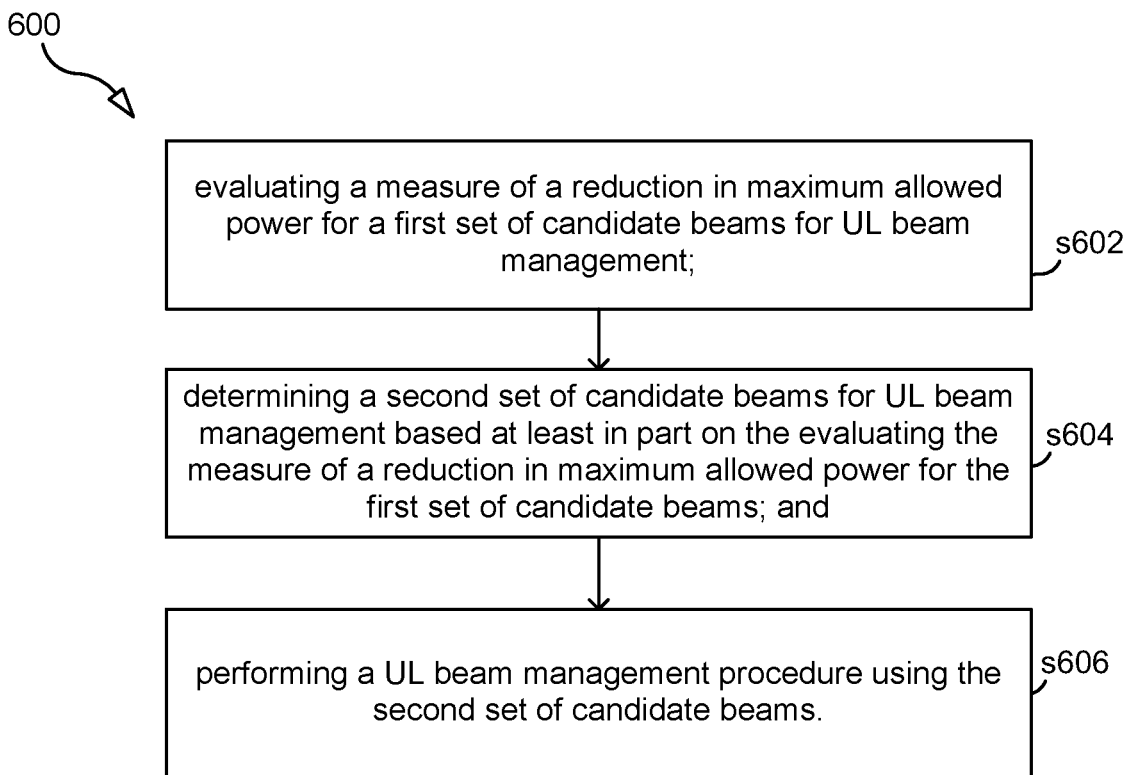 600
evaluating a measure of a reduction in maximum allowed
power for a first set of candidate beams for UL beam
management;
s602
determining a second set of candidate beams for UL beam
management based at least in part on the evaluating the
measure of a reduction in maximum allowed power for the
first set of candidate beams; and
s604
performing a UL beam management procedure using the
second set of candidate beams.
s606